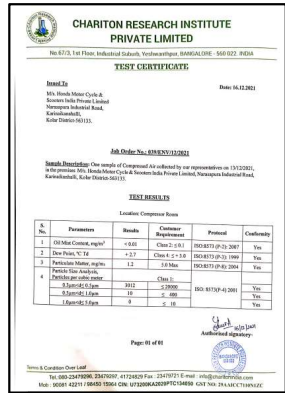 CHARITON RESEARCH INSTITUTE
PRIVATE LIMITED
No.67/3, 1st Floor, Industrial Suburb, Yeshwanthpur, BANGALORE - 560 022. INDIA
TEST CERTIFICATE
Issued To
Date: 16.12.2021
M/s. Honda Motor Cycle &
Scooters India Private Limited
Narasapura Industrial Road,
Karinaikanahalli,
Kolar District-563133.
Job Order No.: 039/ENV/12/2021
Sample Description: One sample of Compressed Air collected by our representatives on 13/12/2021,
in the premises M/s. Honda Motor Cycle & Scooters India Private Limited, Narasapura Industrial Road,
Karinaikanahalli, Kolar District-563133.
TEST RESULTS
Location: Compressor Room
S. No. Parameters Results Customer Requirement Protocol Conformity
1 Oil Mist Content, mg/m³ < 0.01 Class 2: ≤ 0.1 ISO:8573 (P-2): 2007 Yes
2 Dew Point, °C Td + 2.7 Class 4: ≤ + 3.0 ISO:8573 (P-3): 1999 Yes
3 Particulate Matter, mg/m₃ 1.2 5.0 Max ISO:8573 (P-8): 2004 Yes
4 Particle Size Analysis,
Particles per cubic meter Class 1:
0.1µm<d≤ 0.5µm 3012 ≤ 20000 ISO: 8573(P-4) 2001 Yes
0.5µm<d≤ 1.0µm 10 ≤ 400 Yes
1.0µm<d≤ 5.0µm 0 ≤ 10 Yes
Authorised signatory
Page: 01 of 01
Terms & Condition Over Leaf
Tel. 080-23479290, 23479297, 41724829 Fax : 23479721 E-mail : info@charitonindia.com
Mob : 90081 42211 / 98450 15964 CIN: U73200KA2020PTC134050